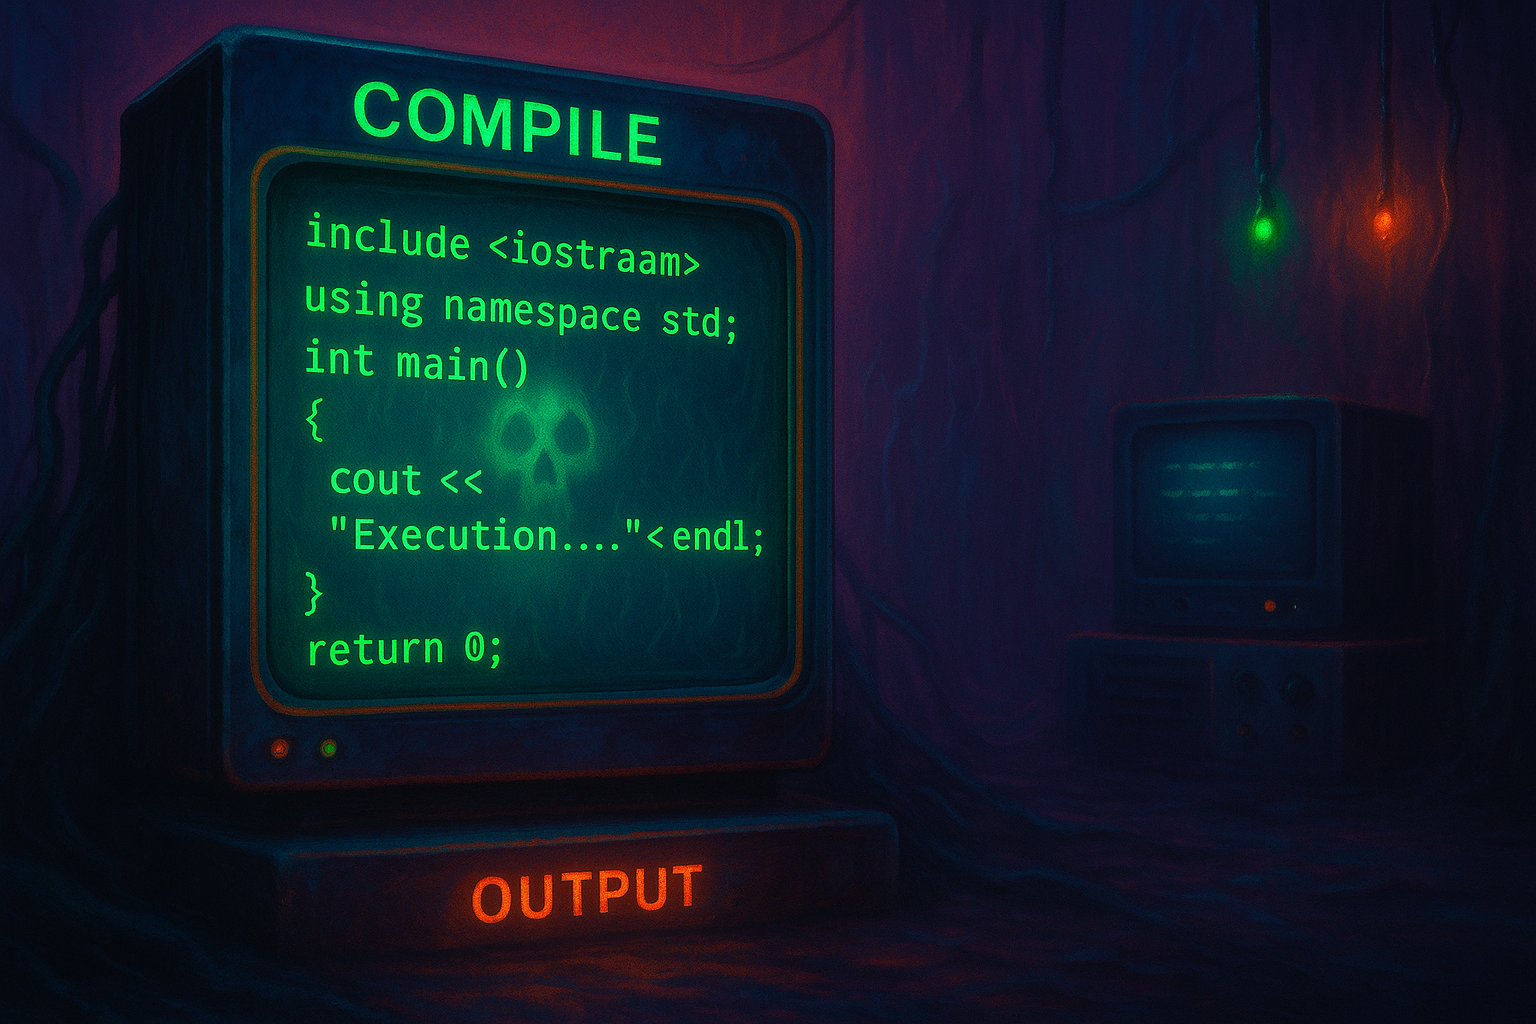 COMPILE
include <iostraam>
using namespace std;
int main()
{
cout <<
"Execution...."<endl;
}
return 0;
OUTPUT